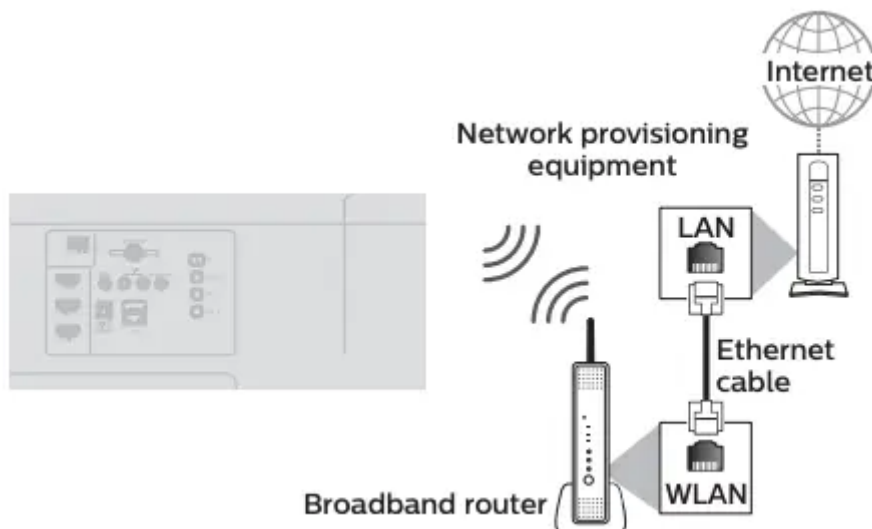 Internet
Network provisioning
equipment
LAN
Ethernet
cable
WLAN
Broadband router